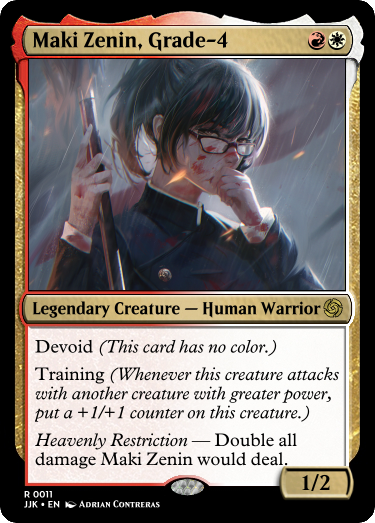 Maki Zenin, Grade-4
Legendary Creature — Human Warrior
Devoid (This card has no color.)
Training (Whenever this creature attacks
with another creature with greater power,
put a +1/+1 counter on this creature.)
Heavenly Restriction — Double all
damage Maki Zenin would deal.
1/2
R 0011
JJK • EN Adrian Contreras